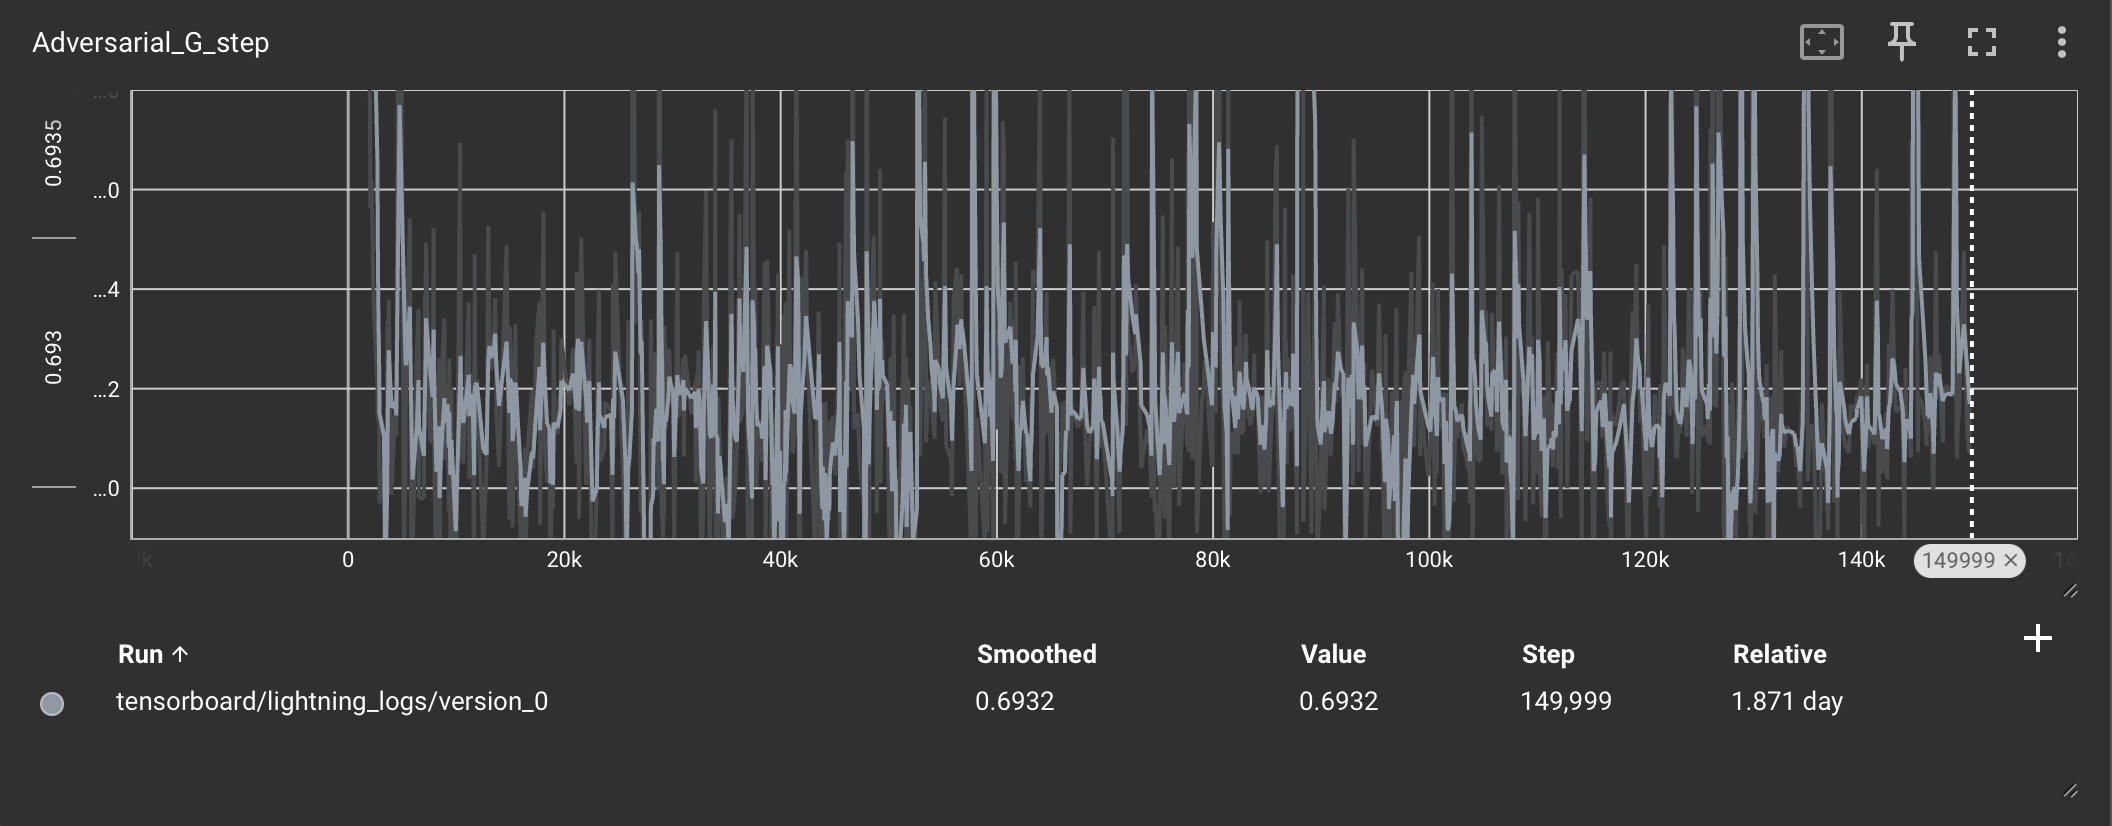 Adversarial_G_step
0.6935
...0
...4
0.693
...2
...0
0
20k
40k
60k
80k
100k
120k
140k
149999 ×
Run ↑
Smoothed
Value
Step
Relative
tensorboard/lightning_logs/version_0
0.6932
0.6932
149,999
1.871 day